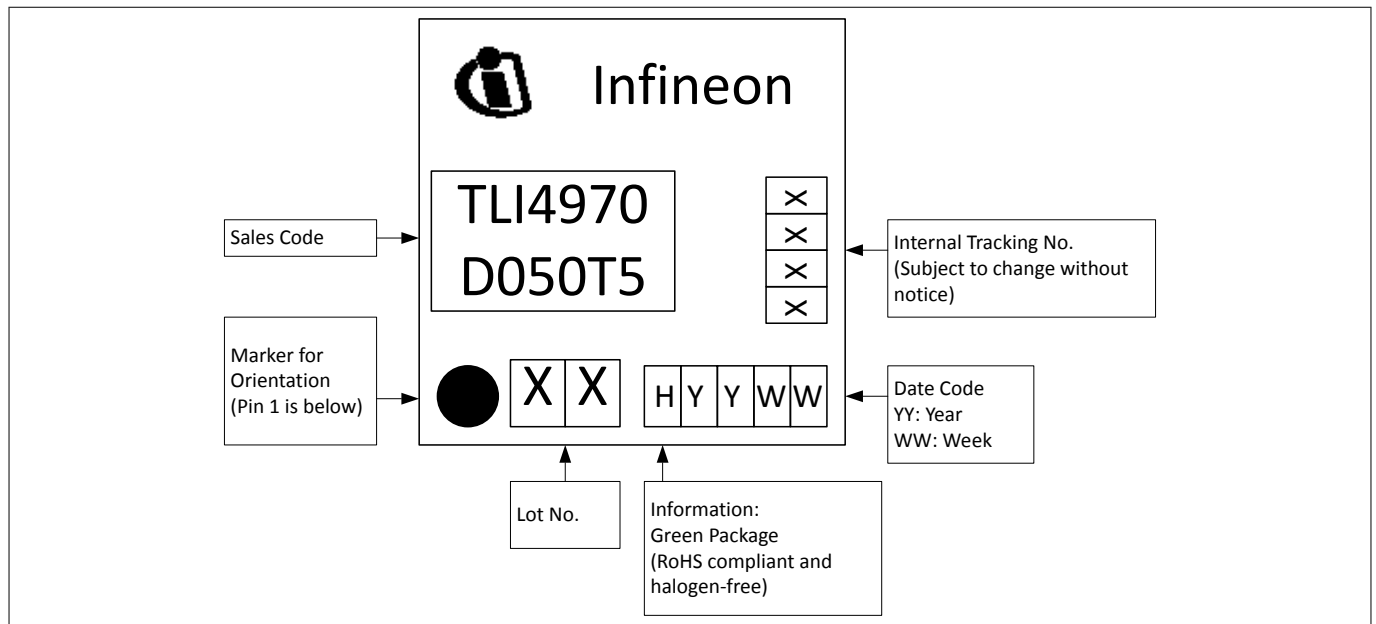 Infineon
TLI4970
D050T5
X
X
X
X
Sales Code
Internal Tracking No.
(Subject to change without
notice)
Marker for
Orientation
(Pin 1 is below)
X X
H Y Y W W
Date Code
YY: Year
WW: Week
Lot No.
Information:
Green Package
(RoHS compliant and
halogen-free)